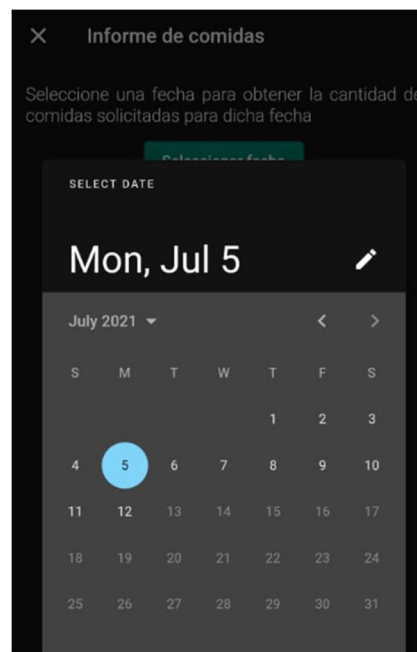 Informe de comidas
Seleccione una fecha para obtener la cantidad de
comidas solicitadas para dicha fecha
Seleccionar fecha
SELECT DATE
Mon, Jul 5
July 2021
S M T W T F S
1 2 3
4 5 6 7 8 9 10
11 12 13 14 15 16 17
18 19 20 21 22 23 24
25 26 27 28 29 30 31